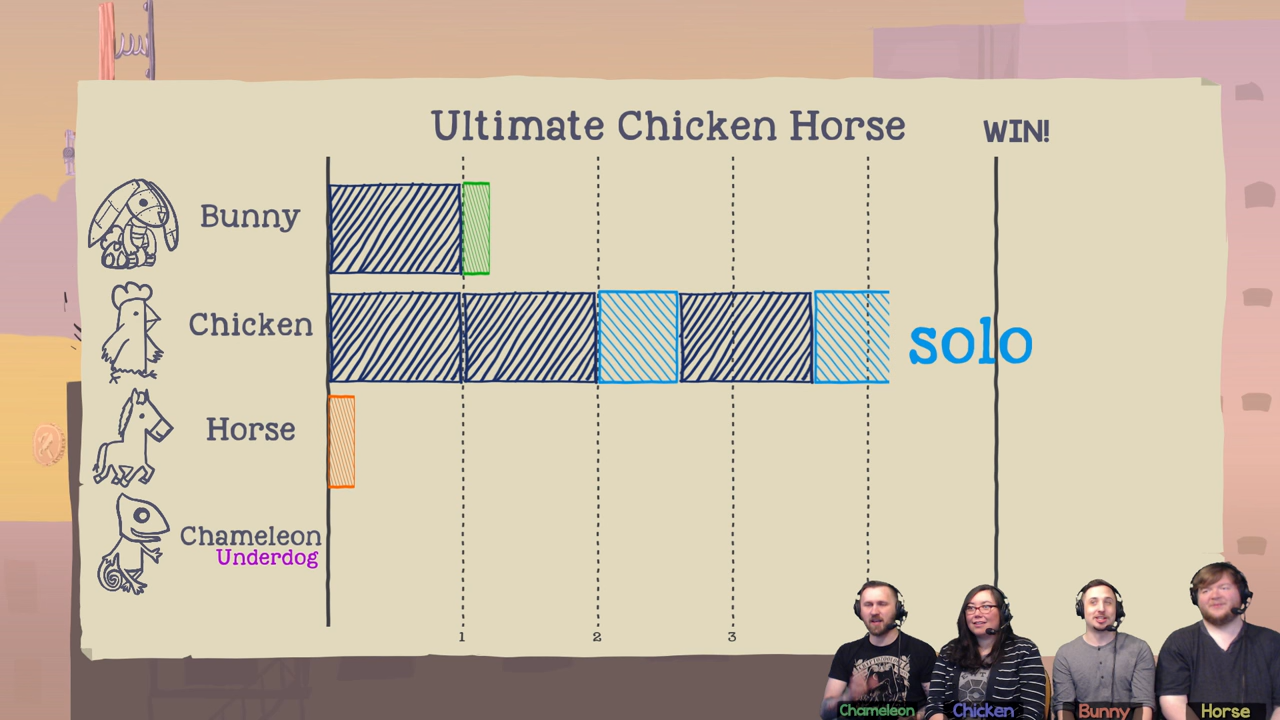 Ultimate Chicken Horse
WIN!
Bunny
Chicken
solo
Horse
Chameleon
Underdog
1 2 3
Chameleon Chicken Bunny Horse